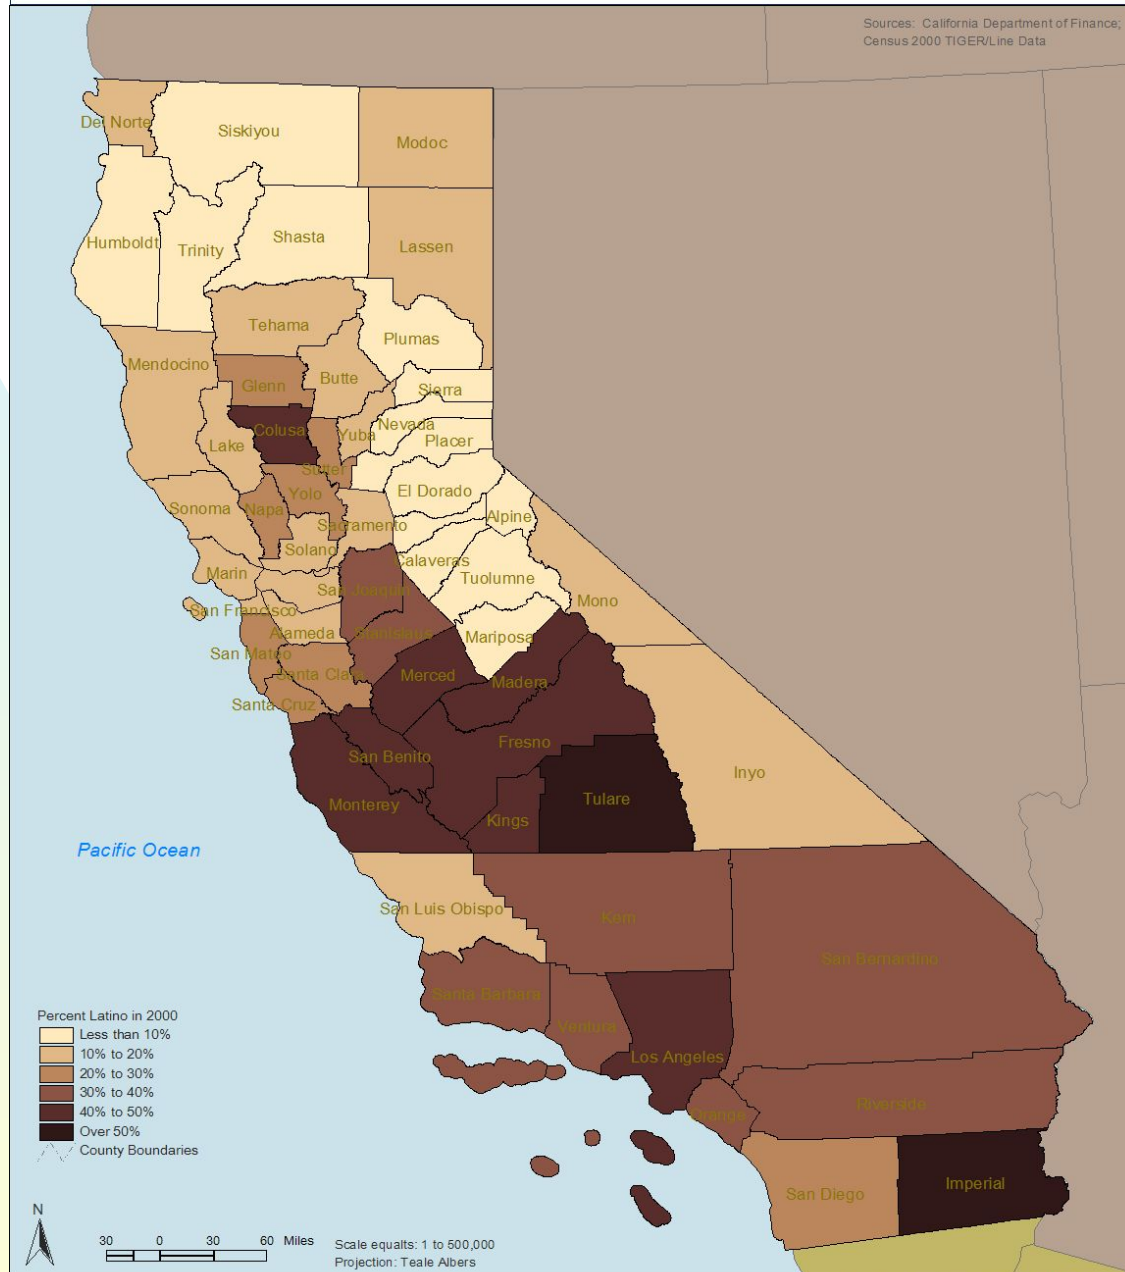 Sources: California Department of Finance;
Census 2000 TIGER/Line Data
Del Norte
Siskiyou
Modoc
Humboldt
Trinity
Shasta
Lassen
Tehama
Plumas
Mendocino
Glenn
Butte
Sierra
Colusa
Lake
Yuba
Nevada
Placer
Sutter
El Dorado
Yolo
Sonoma
Napa
Sacramento
Alpine
Solano
Calaveras
Marin
Tuolumne
San Joaquin
Mono
San Francisco
Alameda
Stanislaus
Mariposa
San Mateo
Santa Clara
Merced
Madera
Santa Cruz
Fresno
San Benito
Inyo
Monterey
Kings
Tulare
Pacific Ocean
San Luis Obispo
Kern
San Bernardino
Santa Barbara
Ventura
Los Angeles
Orange
Riverside
San Diego
Imperial
Percent Latino in 2000
Less than 10%
10% to 20%
20% to 30%
30% to 40%
40% to 50%
Over 50%
County Boundaries
N
30 0 30 60 Miles
Scale equalts: 1 to 500,000
Projection: Teale Albers